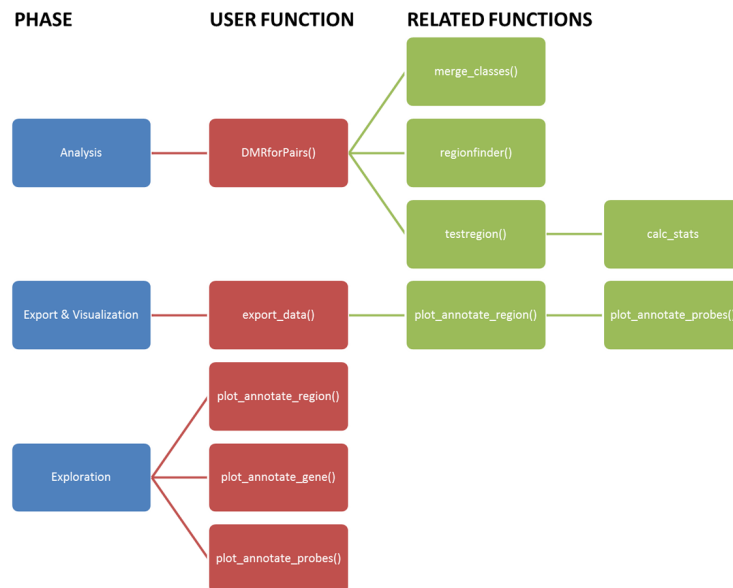 PHASE USER FUNCTION RELATED FUNCTIONS
merge_classes()
Analysis DMRforPairs() regionfinder()
testregion() calc_stats
Export & Visualization export_data() plot_annotate_region() plot_annotate_probes()
plot_annotate_region()
Exploration plot_annotate_gene()
plot_annotate_probes()